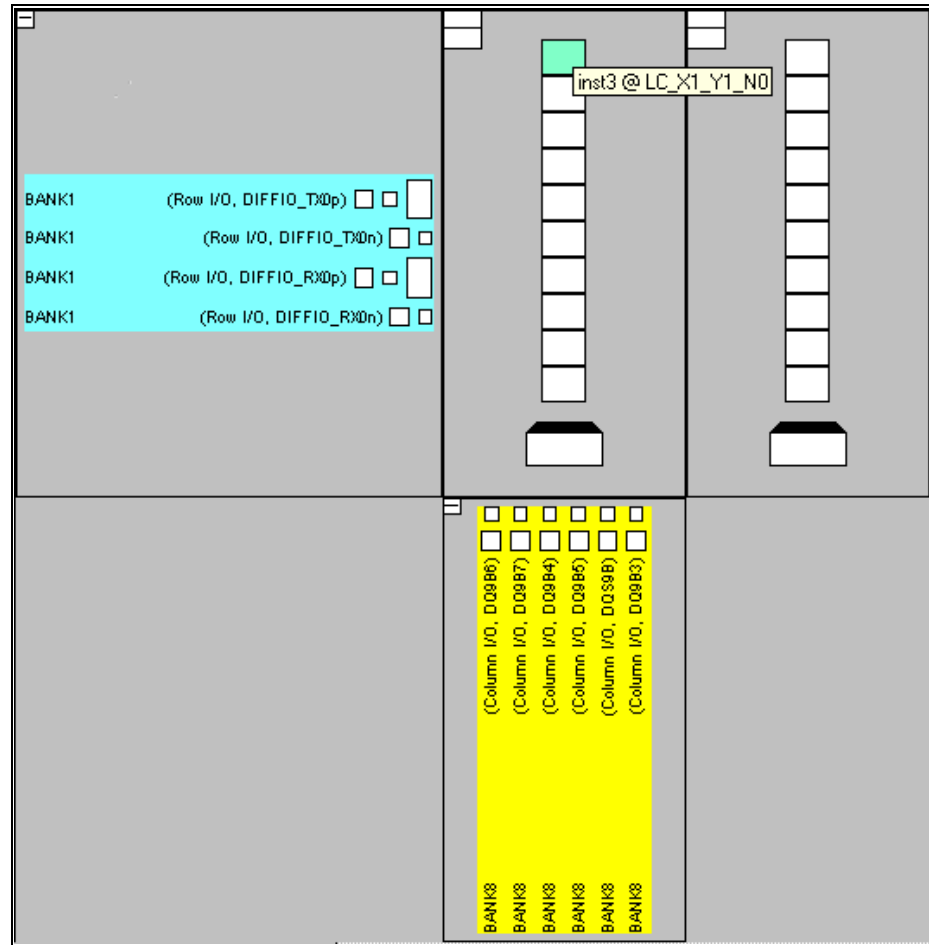 inst3 @ LC_X1_Y1_N0
BANK1 (Row I/O, DIFFIO_TX0p)
BANK1 (Row I/O, DIFFIO_TX0n)
BANK1 (Row I/O, DIFFIO_RX0p)
BANK1 (Row I/O, DIFFIO_RX0n)
BANK8 (Column I/O, DQ9B6)
BANK8 (Column I/O, DQ9B7)
BANK8 (Column I/O, DQ9B4)
BANK8 (Column I/O, DQ9B5)
BANK8 (Column I/O, DQS9B)
BANK8 (Column I/O, DQ9B3)